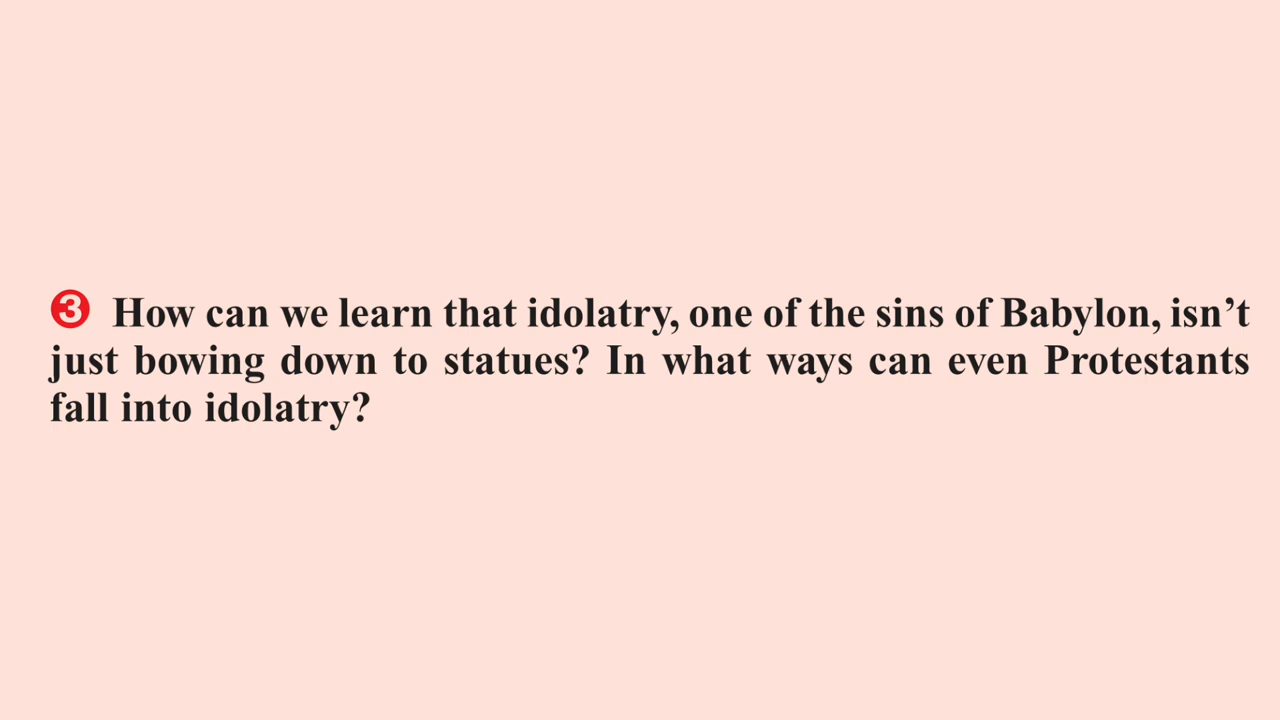 ❸ How can we learn that idolatry, one of the sins of Babylon, isn’t
just bowing down to statues? In what ways can even Protestants
fall into idolatry?